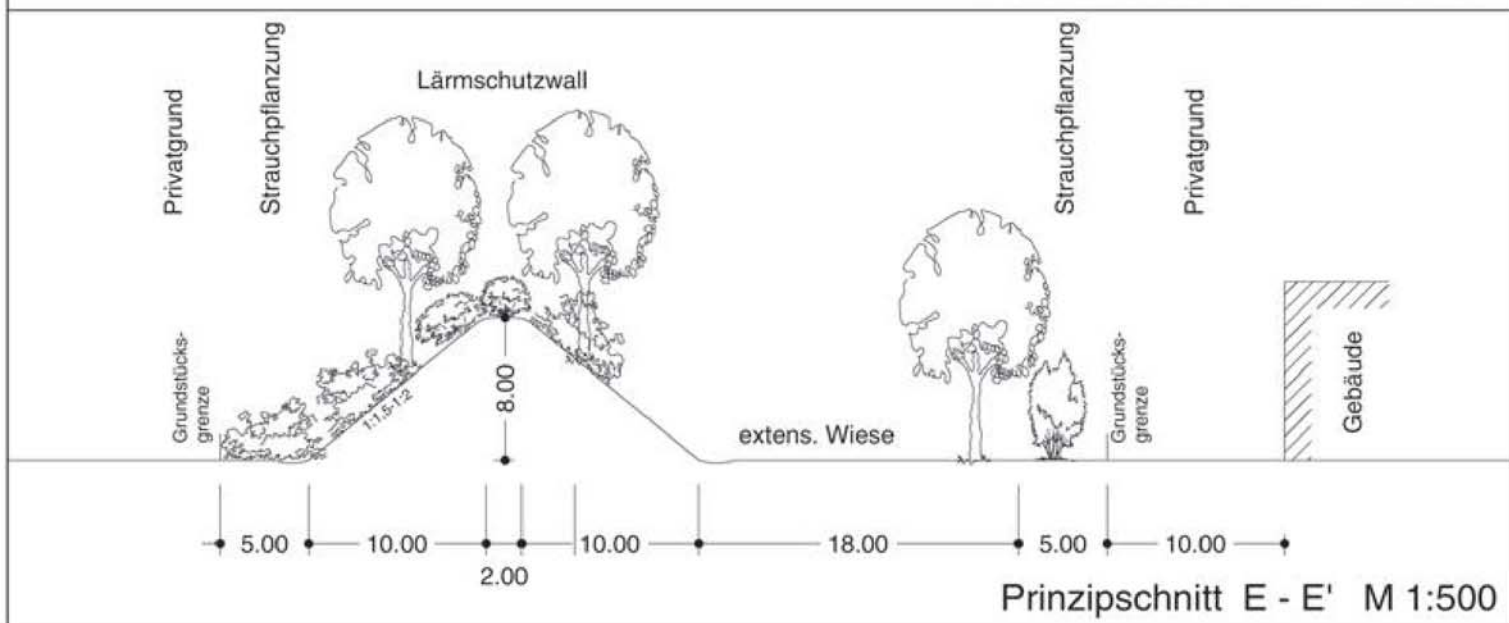 Privatgrund
Strauchpflanzung
Lärmschutzwall
Strauchpflanzung
Privatgrund
Grundstücks-
grenze
1:1.5-1:2
8.00
extens. Wiese
Grundstücks-
grenze
Gebäude
5.00 10.00 10.00 18.00 5.00 10.00
2.00
Prinzipschnitt E - E' M 1:500